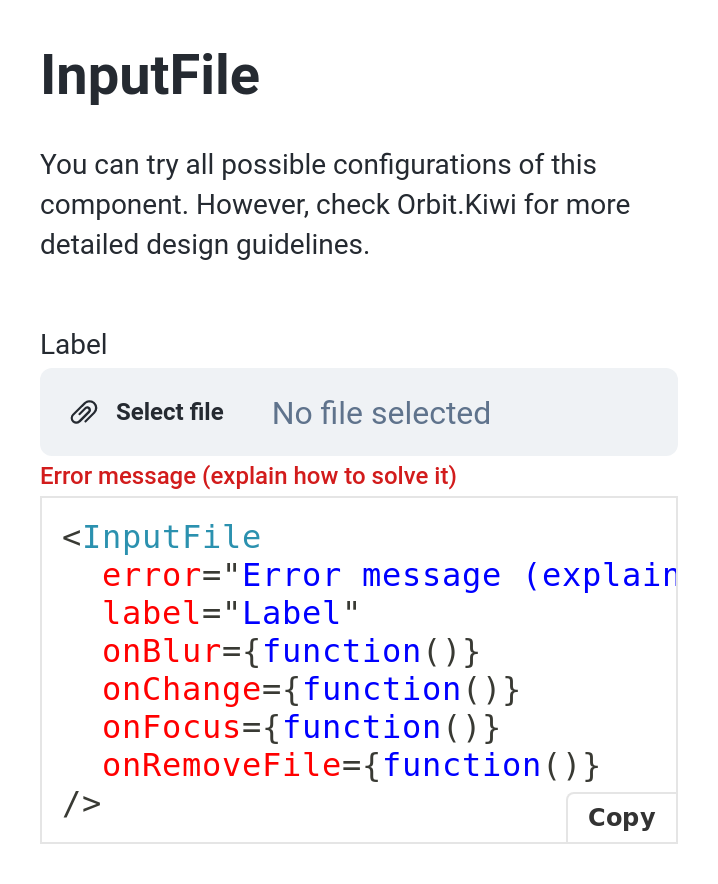 InputFile
You can try all possible configurations of this
component. However, check Orbit.Kiwi for more
detailed design guidelines.
Label
Select file No file selected
Error message (explain how to solve it)
<InputFile
  error="Error message (explain
  label="Label"
  onBlur={function()}
  onChange={function()}
  onFocus={function()}
  onRemoveFile={function()}
/>
Copy